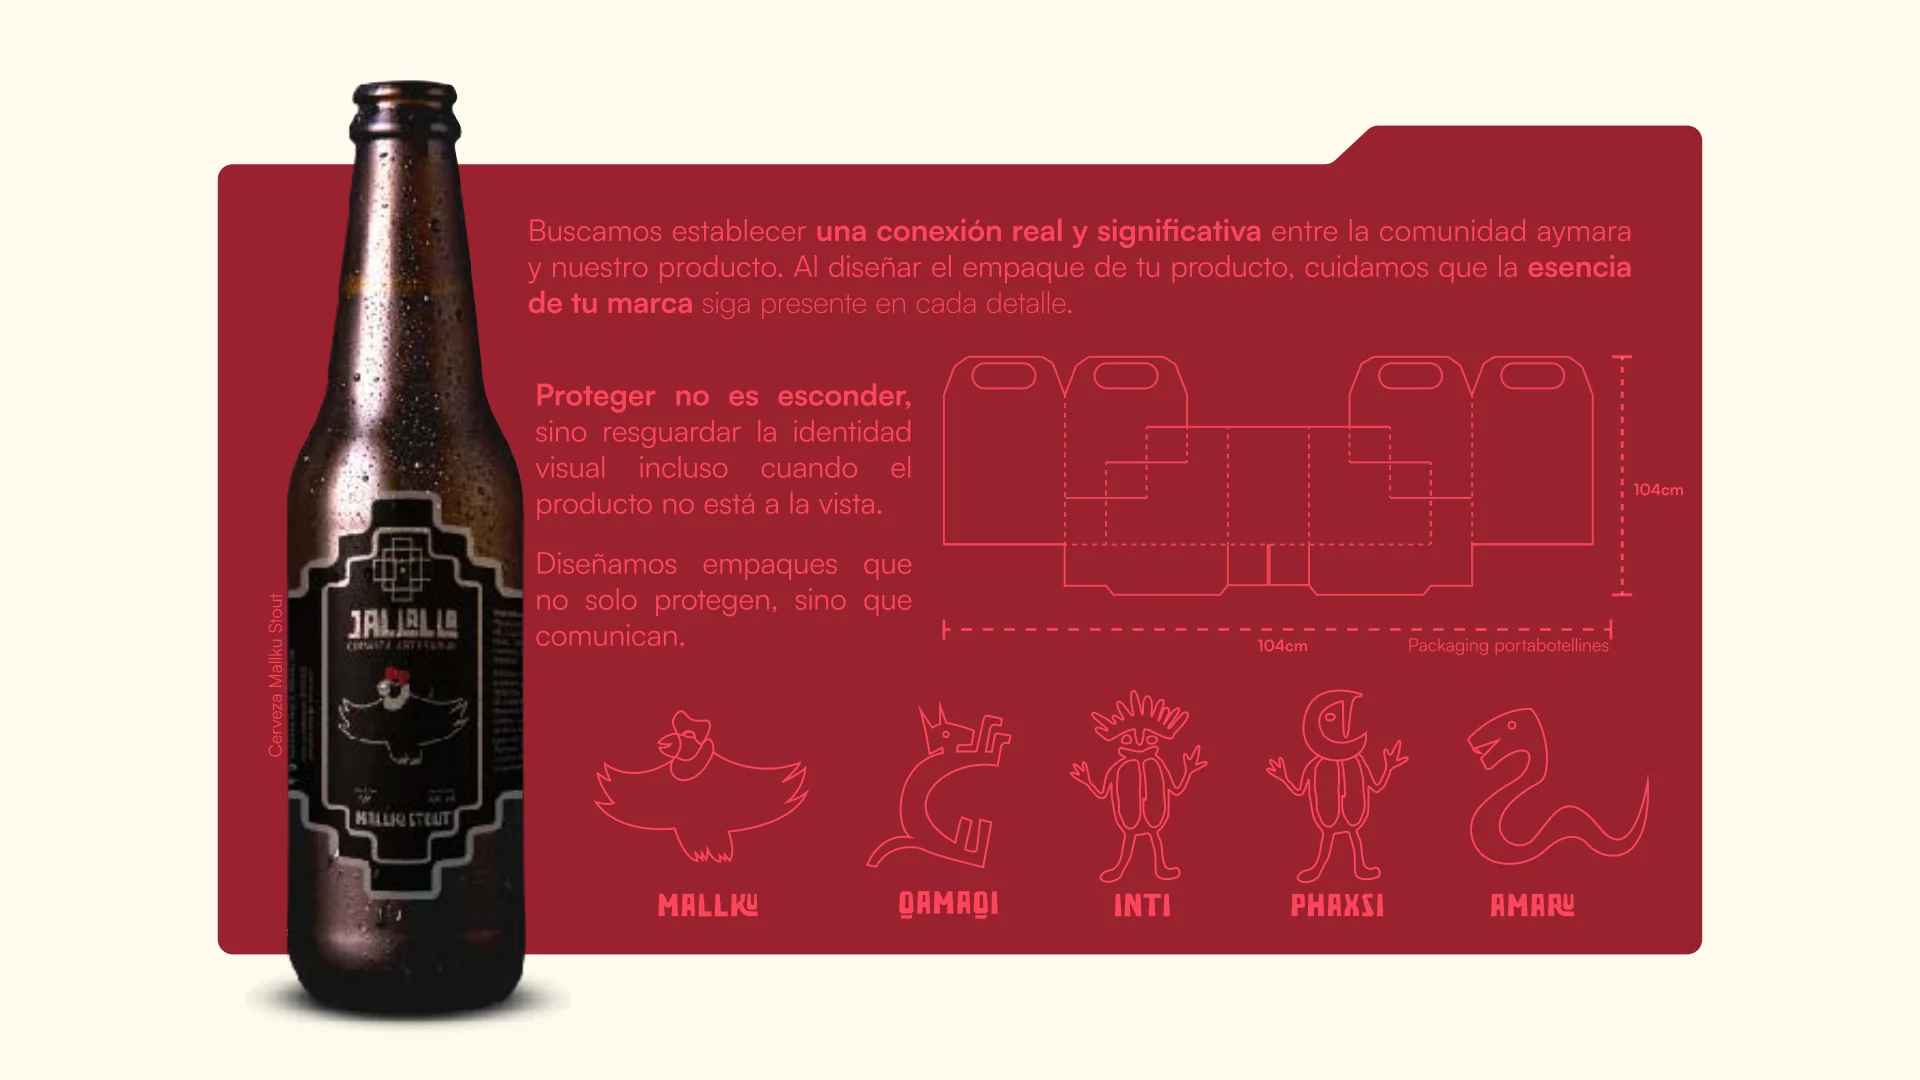 Buscamos establecer una conexión real y significativa entre la comunidad aymara
y nuestro producto. Al diseñar el empaque de tu producto, cuidamos que la esencia
de tu marca siga presente en cada detalle.
Proteger no es esconder,
sino resguardar la identidad
visual incluso cuando el
producto no está a la vista.
Diseñamos empaques que
no solo protegen, sino que
comunican.
104cm
104cm
Packaging portabotellines
Cerveza Mallku Stout
JALLALLA
CERVEZA ARTESANAL
MALLKU STOUT
MALLKU
QAMAQI
INTI
PHAXSI
AMARU